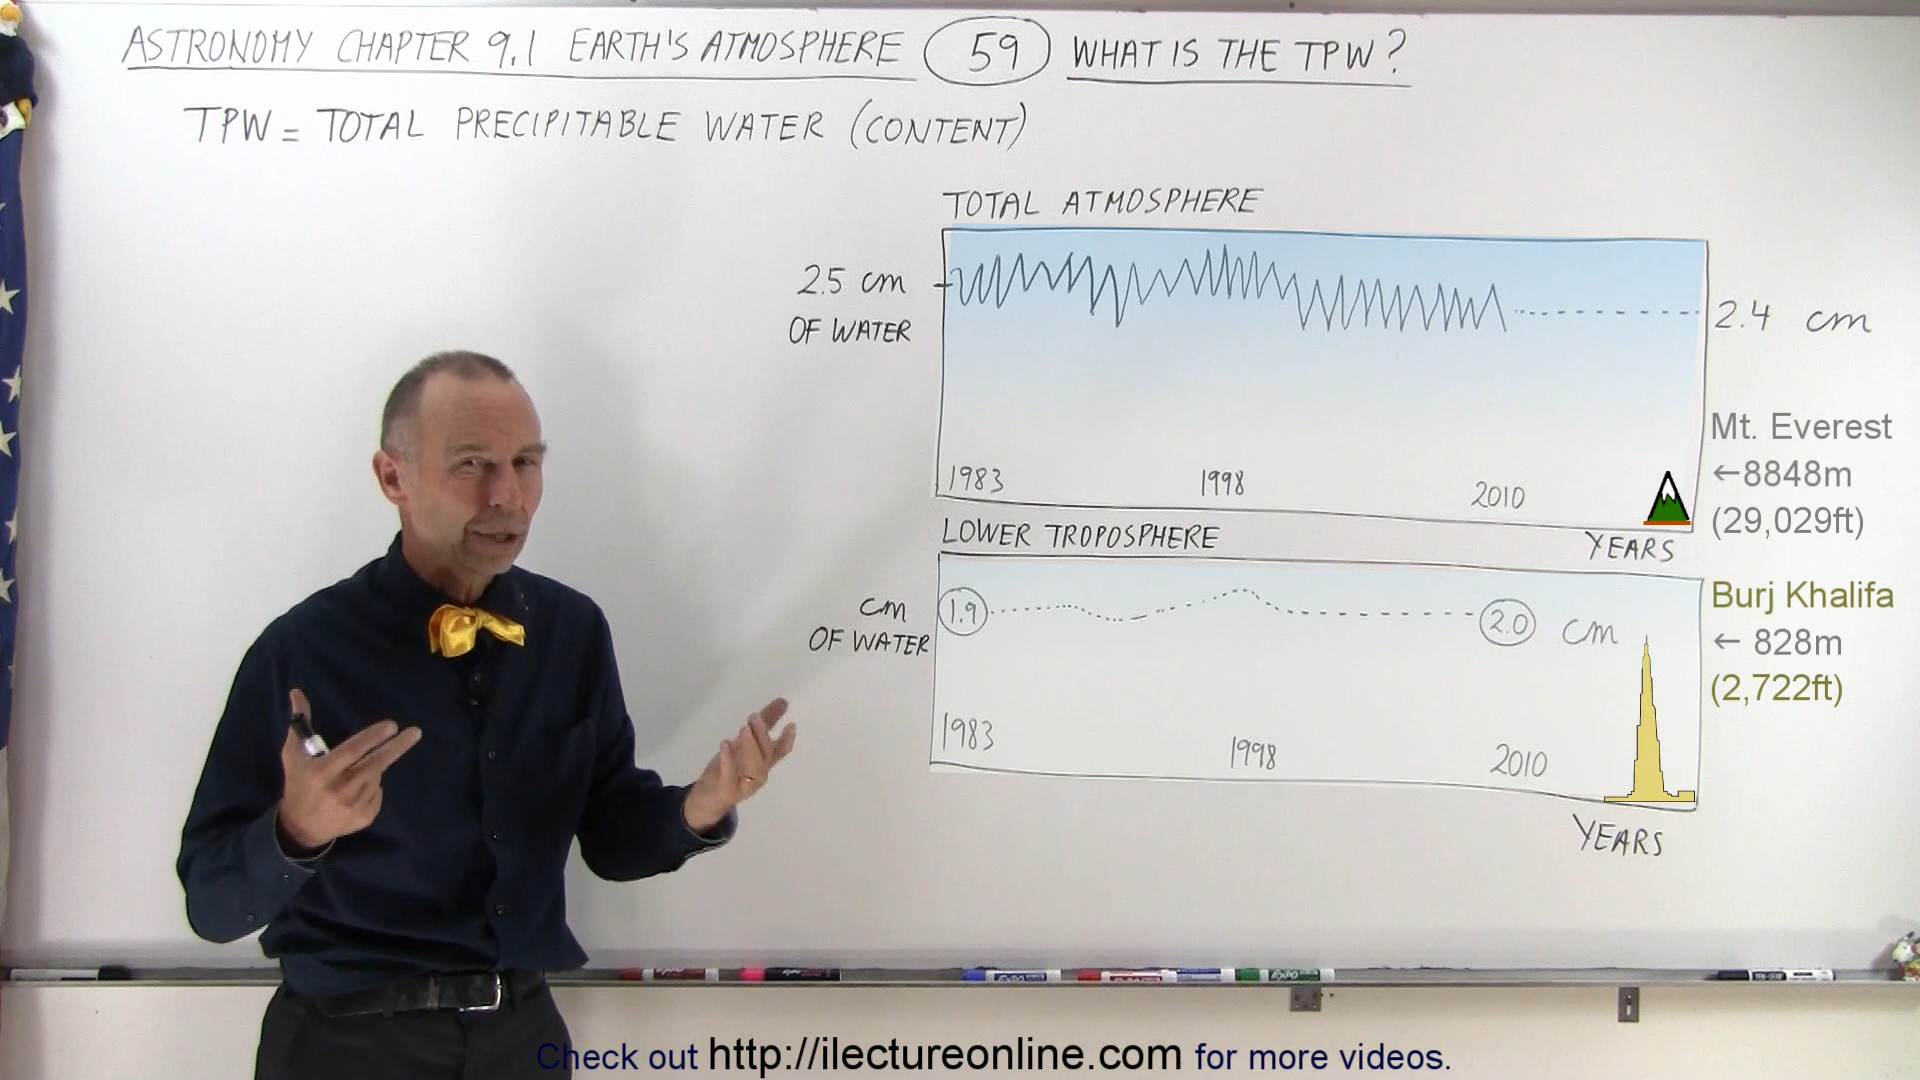 ASTRONOMY CHAPTER 9.1 EARTH'S ATMOSPHERE 59 WHAT IS THE TPW?
TPW = TOTAL PRECIPITABLE WATER (CONTENT)
TOTAL ATMOSPHERE
2.5 cm
OF WATER
2.4 cm
1983 1998 2010
YEARS
Mt. Everest
←8848m
(29,029ft)
LOWER TROPOSPHERE
cm
OF WATER
1.9
2.0 cm
1983 1998 2010
YEARS
Burj Khalifa
← 828m
(2,722ft)
EXPO
Check out http://ilectureonline.com for more videos.